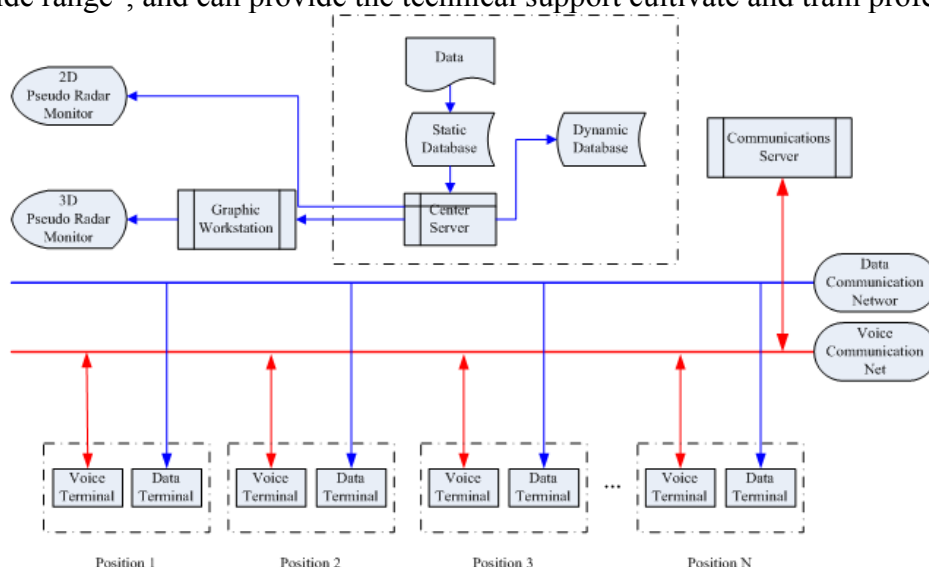 de range", and can provide the technical support cultivate and train
2D
Pseudo Radar
Monitor
Data
Static
Database
Dynamic
Database
Communications
Server
3D
Pseudo Radar
Monitor
Graphic
Workstation
Center
Server
Data
Communication
Networ
Voice
Communication
Net
Voice
Terminal
Data
Terminal
Voice
Terminal
Data
Terminal
Voice
Terminal
Data
Terminal
...
Voice
Terminal
Data
Terminal
Position 1
Position 2
Position 3
Position N